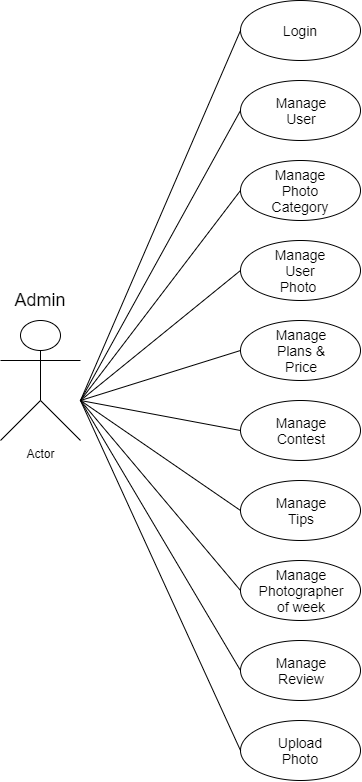 Login
Manage
User
Manage
Photo
Category
Manage
User
Photo
Admin
Manage
Plans &
Price
Manage
Contest
Actor
Manage
Tips
Manage
Photographer
of week
Manage
Review
Upload
Photo